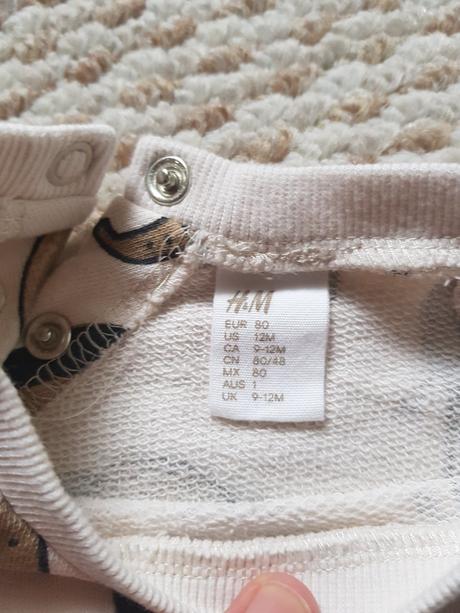 H&M
EUR 80
US 12M
CA 9-12M
CN 80/48
MX 80
AUS 1
UK 9-12M